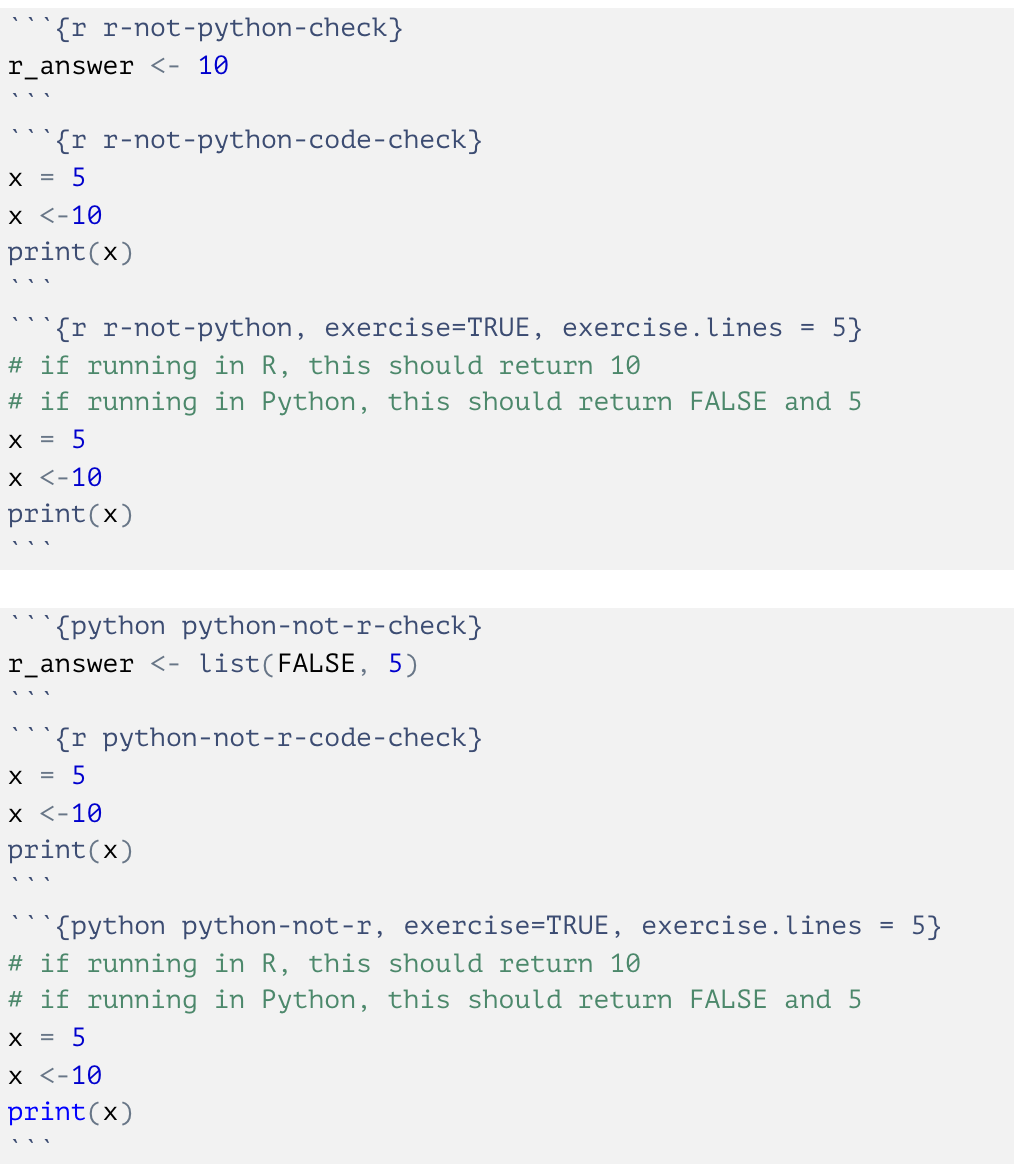 ```{r r-not-python-check}
r_answer <- 10
```
```{r r-not-python-code-check}
x = 5
x <-10
print(x)
```
```{r r-not-python, exercise=TRUE, exercise.lines = 5}
# if running in R, this should return 10
# if running in Python, this should return FALSE and 5
x = 5
x <-10
print(x)
```
```{python python-not-r-check}
r_answer <- list(FALSE, 5)
```
```{r python-not-r-code-check}
x = 5
x <-10
print(x)
```
```{python python-not-r, exercise=TRUE, exercise.lines = 5}
# if running in R, this should return 10
# if running in Python, this should return FALSE and 5
x = 5
x <-10
print(x)
```